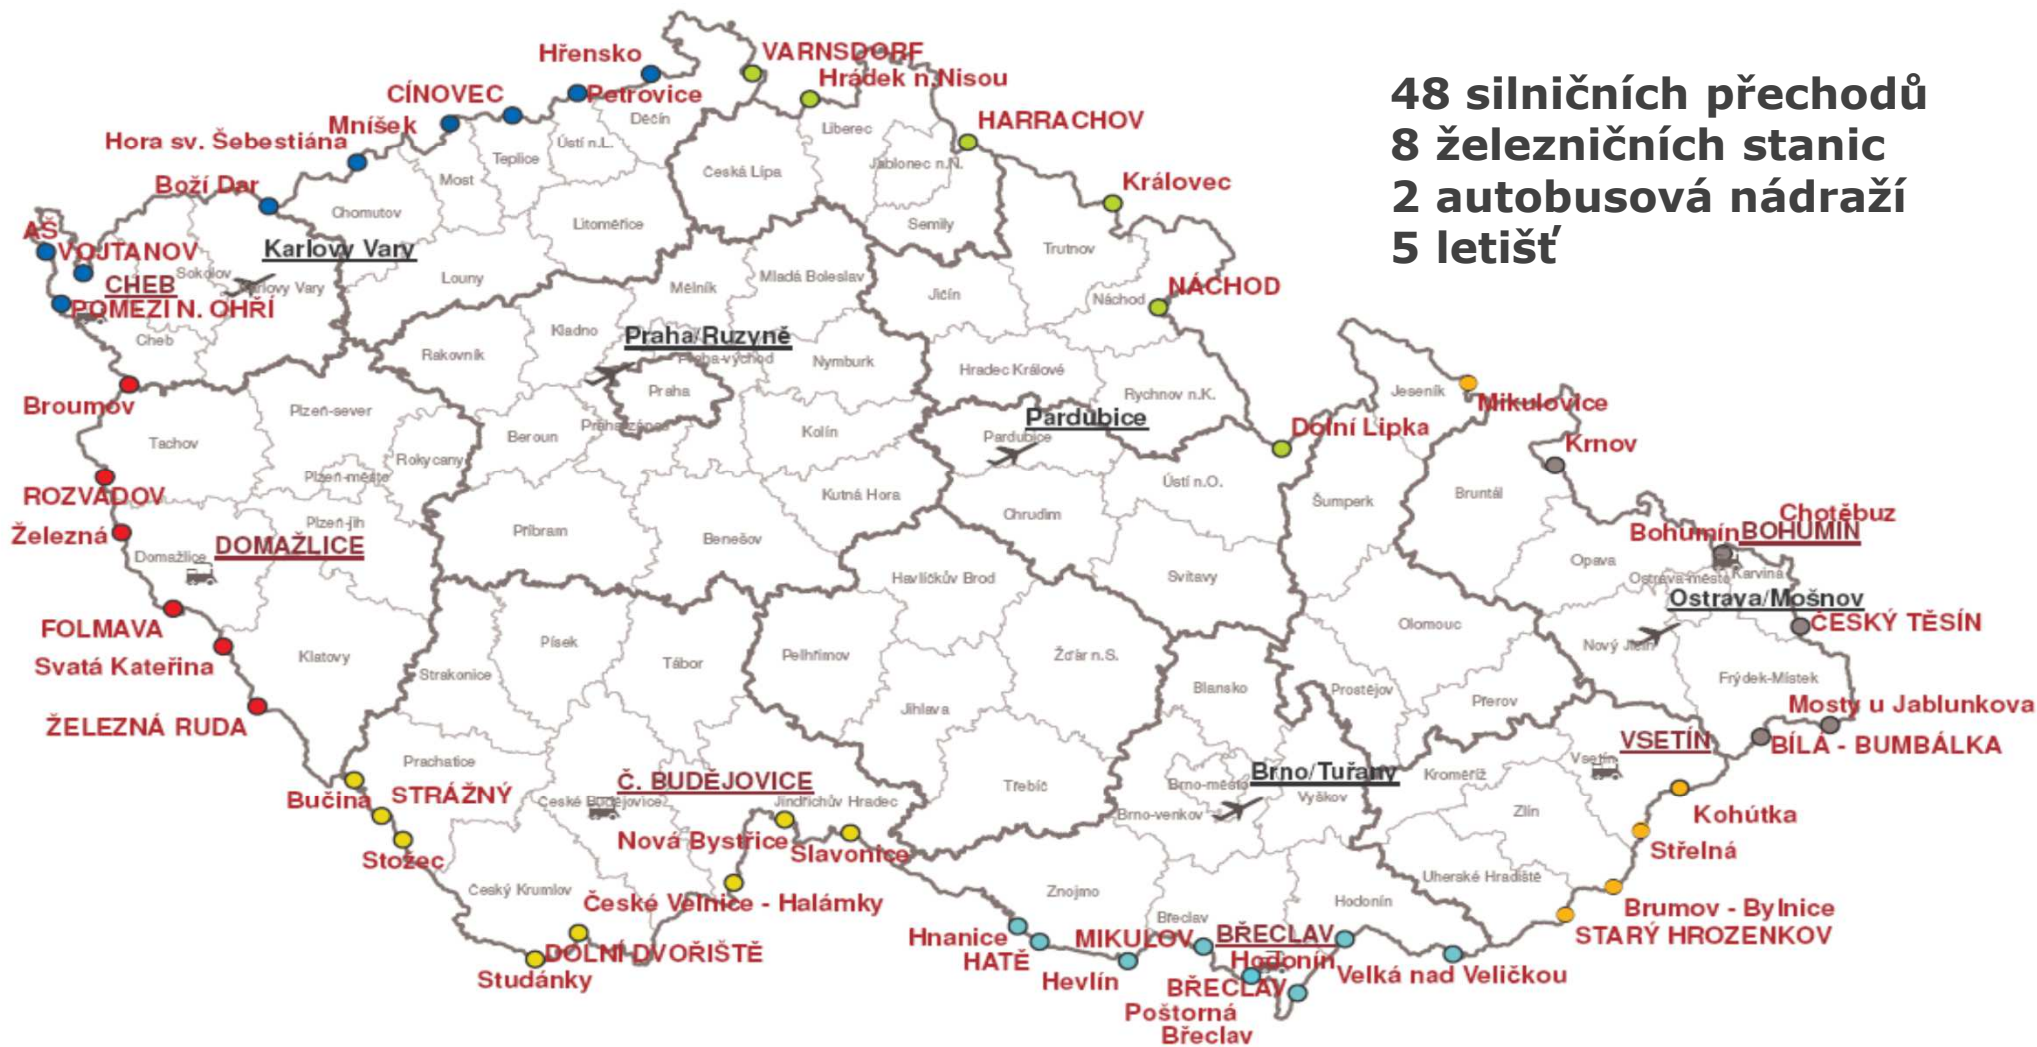 Hřensko
VARNSDORF
Hrádek n.Nisou
CÍNOVEC
Petrovice
Děčín
48 silničních přechodů
8 železničních stanic
2 autobusová nádraží
5 letišť
Mníšek
Hora sv. Šebestiána
Ústí n.L.
Liberec
HARRACHOV
Teplice
Česká Lípa
Jablonec n.N.
Most
Boží Dar
Chomutov
Litoměřice
Semily
Královec
AŠ
VOJTANOV
Karlovy Vary
Trutnov
Sokolov
Karlovy Vary
Louny
Mělník
Mladá Boleslav
CHEB
NÁCHOD
Jičín
Náchod
POMEZÍ N. OHŘÍ
Cheb
Kladno
Praha/Ruzyně
Praha-východ
Rakovník
Nymburk
Hradec Králové
Praha
Rychnov n.K.
Jeseník
Broumov
Mikulovice
Plzeň-sever
Pardubice
Dolní Lipka
Tachov
Beroun
Praha-západ
Kolín
Pardubice
Krnov
Rokycany
Plzeň-město
ROZVADOV
Kutná Hora
Ústí n.O.
Šumperk
Bruntál
Chrudim
Chotěbuz
Železná
Plzeň-jih
Příbram
Benešov
Bohumín
BOHUMÍN
DOMAŽLICE
Domažlice
Havlíčkův Brod
Svitavy
Opava
Ostrava-město
Karviná
Ostrava/Mošnov
FOLMAVA
Olomouc
ČESKÝ TĚSÍN
Svatá Kateřina
Klatovy
Písek
Tábor
Pelhřimov
Žďár n.S.
Nový Jičín
Strakonice
Frýdek-Místek
Blansko
Prostějov
Přerov
Jihlava
ŽELEZNÁ RUDA
Mosty u Jablunkova
VSETÍN
BÍLÁ - BUMBÁLKA
Prachatice
Vsetín
Č. BUDĚJOVICE
Třebíč
Brno/Tuřany
Kroměříž
Brno-město
Bučina
STRÁŽNÝ
České Budějovice
Jindřichův Hradec
Vyškov
Brno-venkov
Zlín
Kohútka
Nová Bystřice
Slavonice
Střelná
Stožec
Český Krumlov
Znojmo
Uherské Hradiště
České Velnice - Halámky
Hodonín
Břeclav
Brumov - Bylnice
Hnanice
MIKULOV
BŘECLAV
STARÝ HROZENKOV
DOLNÍ DVOŘIŠTĚ
HATĚ
Hodonín
Studánky
Hevlín
BŘECLAV
Velká nad Veličkou
Poštorná
Břeclav